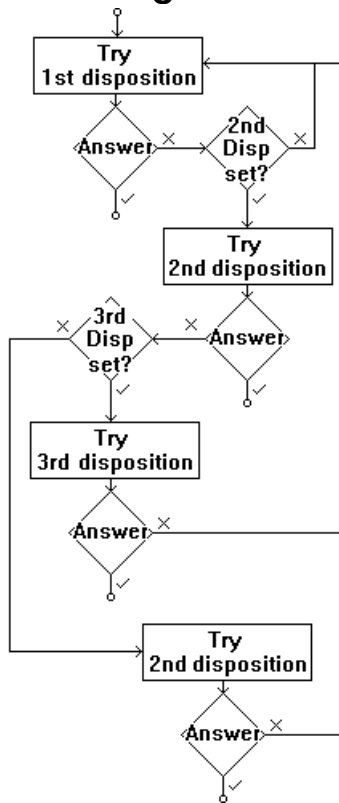 Try
1st disposition
Answer
2nd
Disp
set?
Try
2nd disposition
3rd
Disp
set?
Answer
Try
3rd disposition
Answer
Try
2nd disposition
Answer